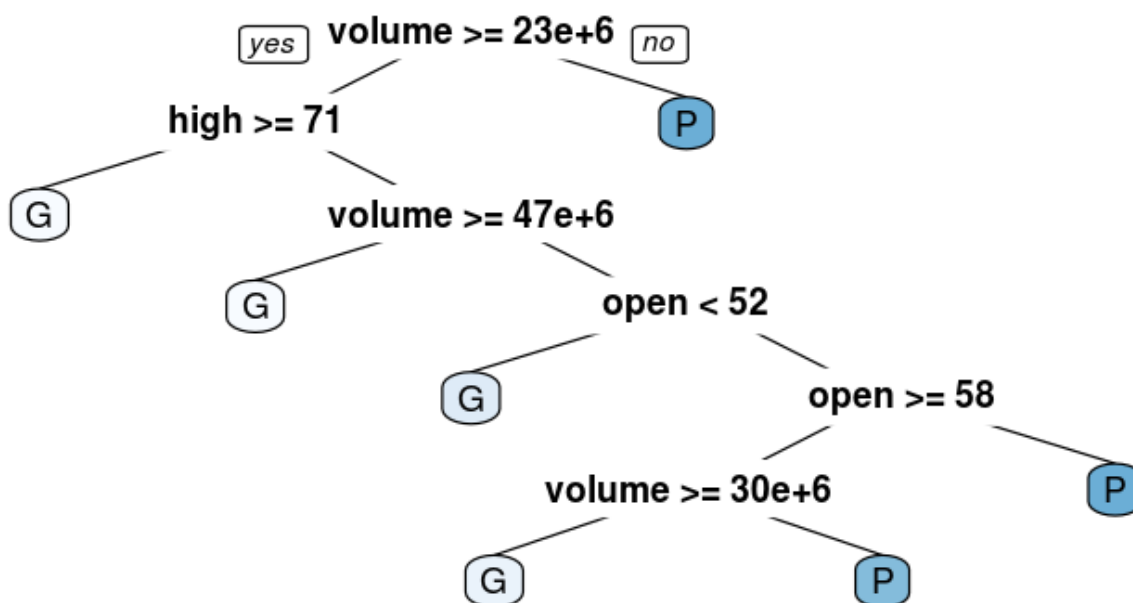 yes volume >= 23e+6 no
high >= 71 P
G volume >= 47e+6
G open < 52
G open >= 58
volume >= 30e+6 P
G P